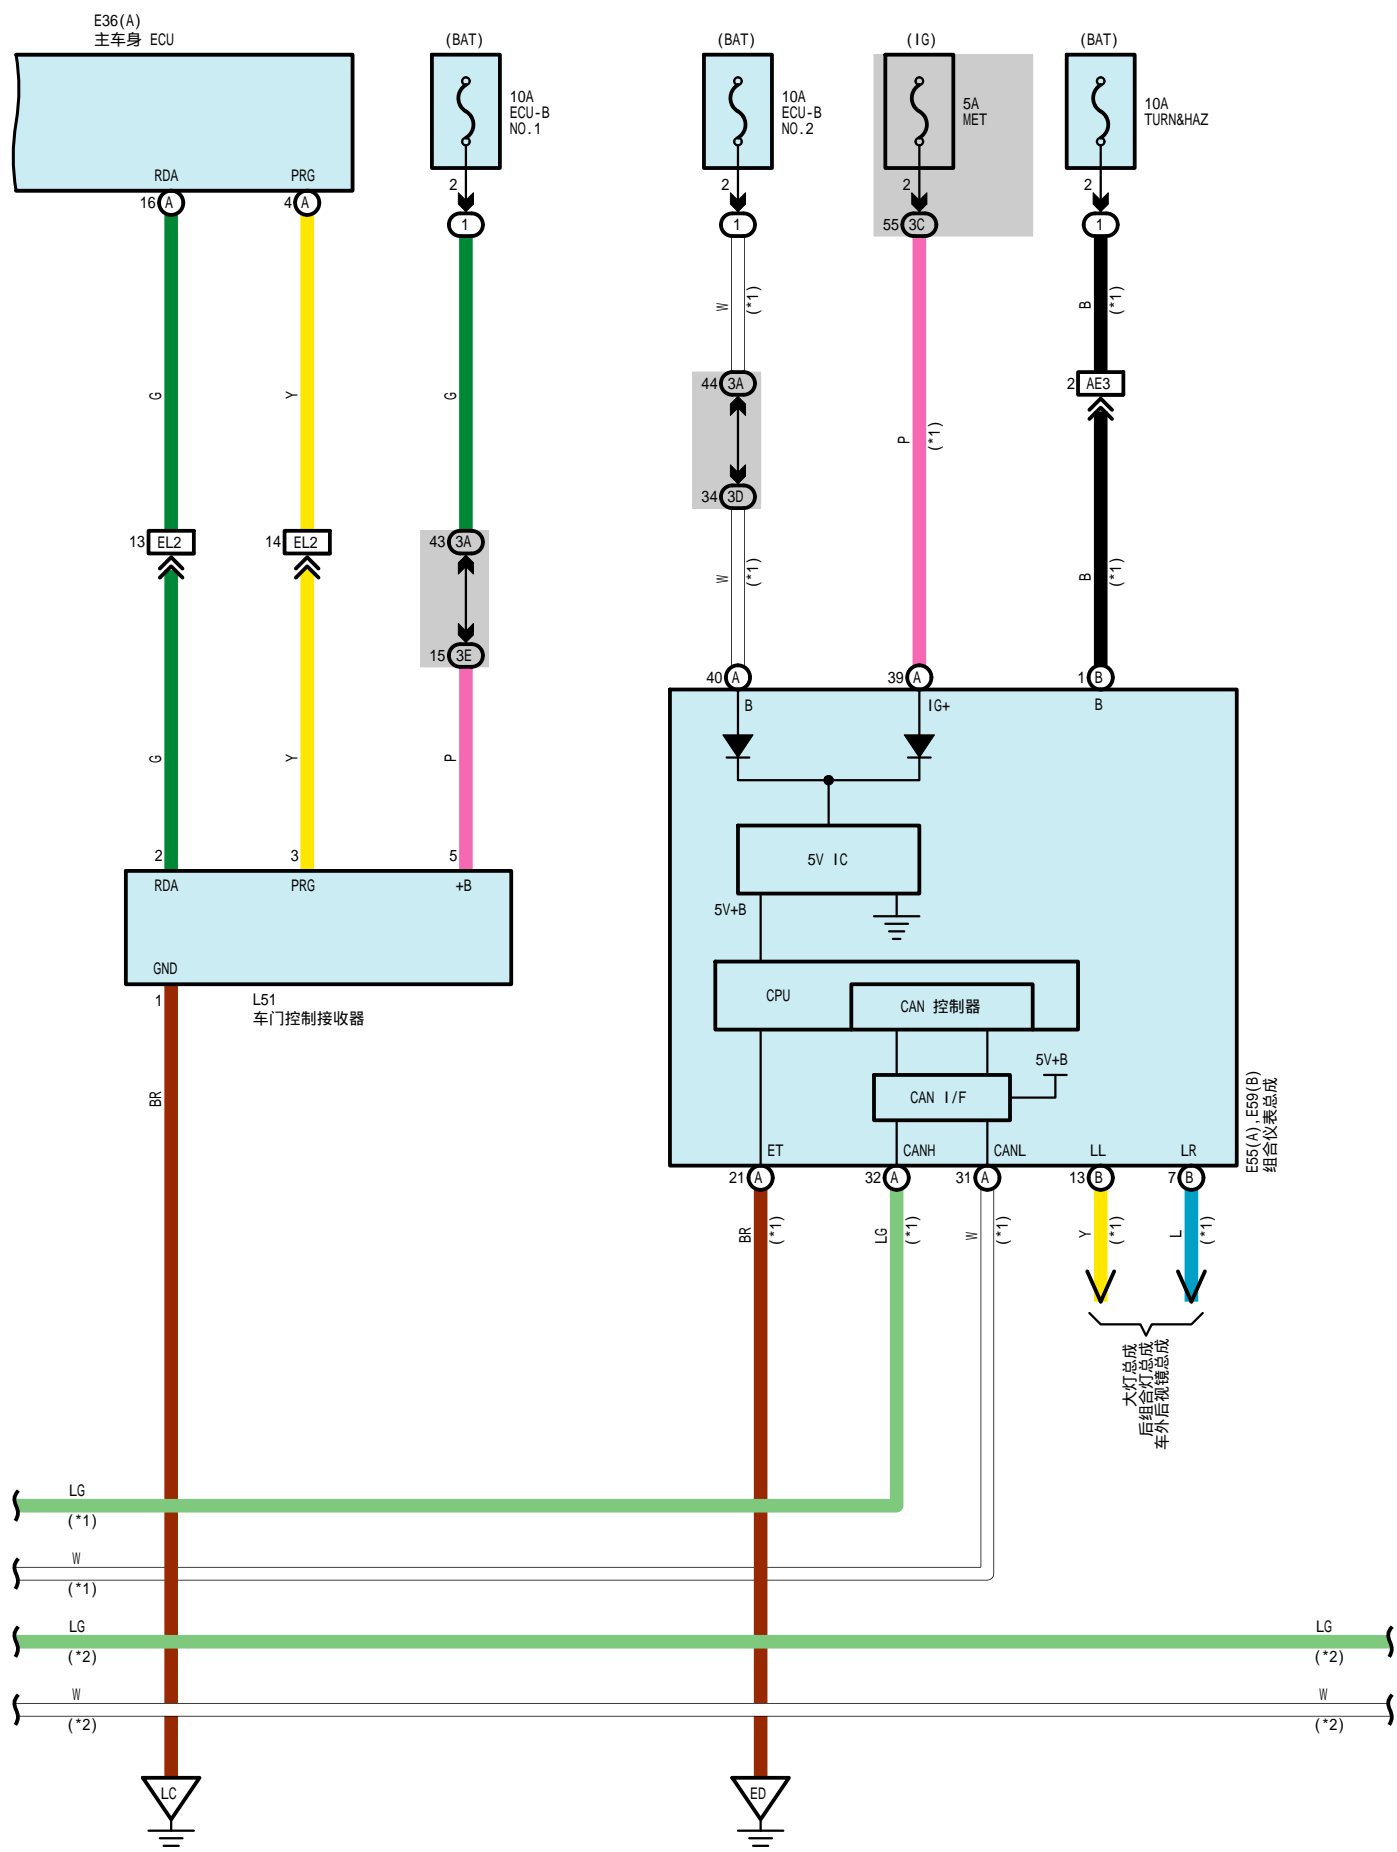 E36(A)
主车身 ECU
(BAT)
(BAT)
(IG)
(BAT)
10A
ECU-B
NO.1
10A
ECU-B
NO.2
5A
MET
10A
TURN&HAZ
RDA
PRG
16 A
4 A
2
2
2
2
1
1
55 3C
1
W
(*1)
B
(*1)
44 3A
2 AE3
G
Y
G
P
(*1)
34 3D
13 EL2
14 EL2
43 3A
W
(*1)
B
(*1)
15 3E
40 A
39 A
1 B
B
IG+
B
G
Y
P
2
3
5
RDA
PRG
+B
5V IC
5V+B
GND
1
L51
车门控制接收器
CPU
CAN 控制器
5V+B
CAN I/F
BR
E55(A),E59(B)
组合仪表总成
ET
CANH
CANL
LL
LR
21 A
32 A
31 A
13 B
7 B
BR
(*1)
LG
(*1)
W
(*1)
Y
(*1)
L
(*1)
大灯总成
后组合灯总成
车外后视镜总成
LG
(*1)
W
(*1)
LG
(*2)
LG
(*2)
W
(*2)
W
(*2)
LC
ED